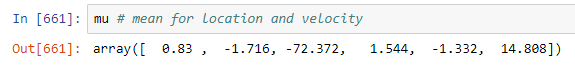 In [661]: mu # mean for location and velocity
Out[661]: array([  0.83 ,  -1.716, -72.372,   1.544,  -1.332,  14.808])